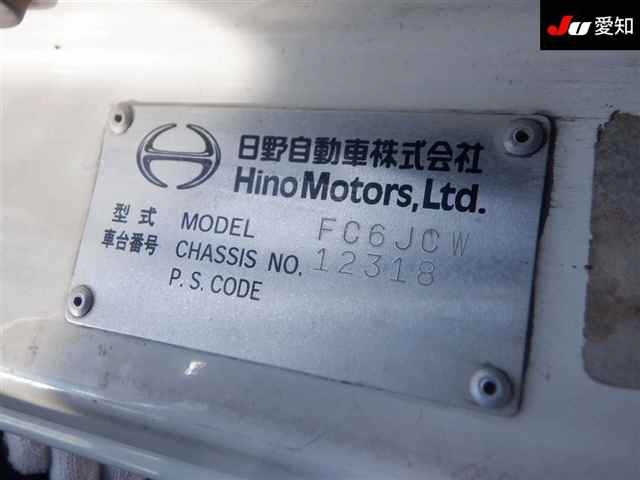 JU 愛知
日野自動車株式会社
Hino Motors, Ltd.
型式 MODEL FC6JCW
車台番号 CHASSIS NO. 12318
P.S. CODE